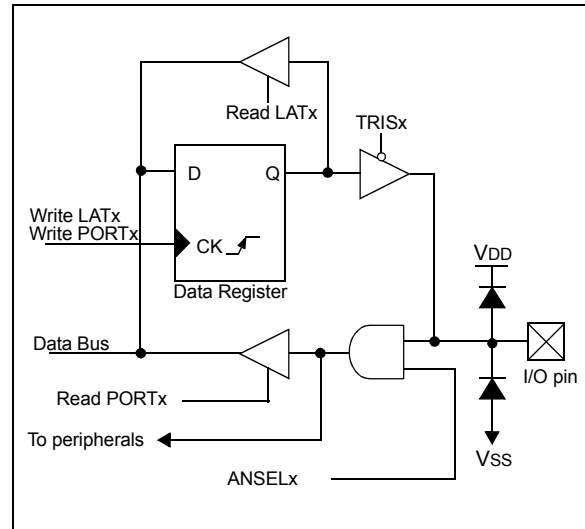 Read LATx
TRISx
D Q
Write LATx
Write PORTx
CK
VDD
Data Register
Data Bus
I/O pin
Read PORTx
To peripherals
VSS
ANSELx